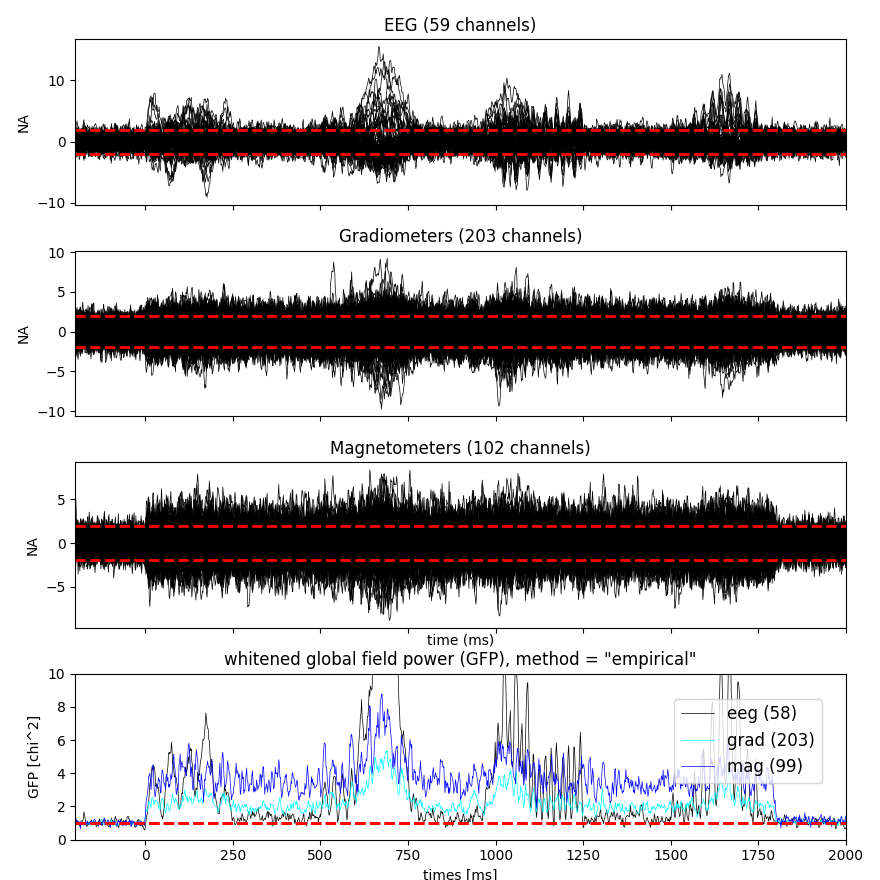 EEG (59 channels)
10
0
−10
NA
Gradiometers (203 channels)
10
5
0
−5
−10
NA
Magnetometers (102 channels)
5
0
−5
NA
time (ms)
whitened global field power (GFP), method = "empirical"
10
8
6
4
2
0
GFP [chi^2]
eeg (58)
grad (203)
mag (99)
0 250 500 750 1000 1250 1500 1750 2000
times [ms]